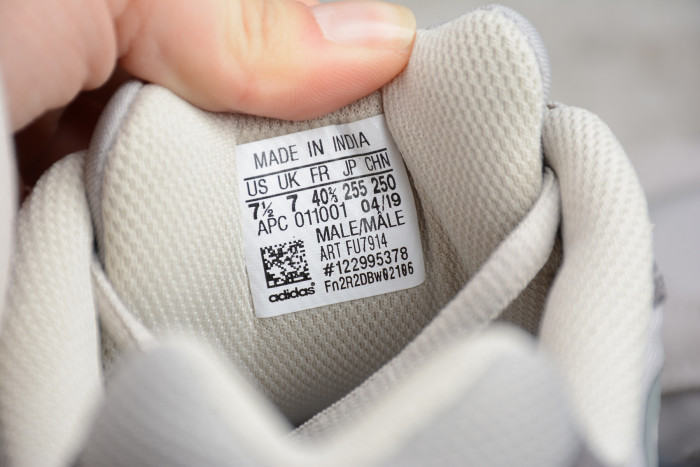 MADE IN INDIA
US UK FR JP CHN
7½ 7 40⅔ 255 250
APC 011001 04/19
MALE/MÂLE
ART FU7914
#122995378
Fn2R2DBW02106
adidas®